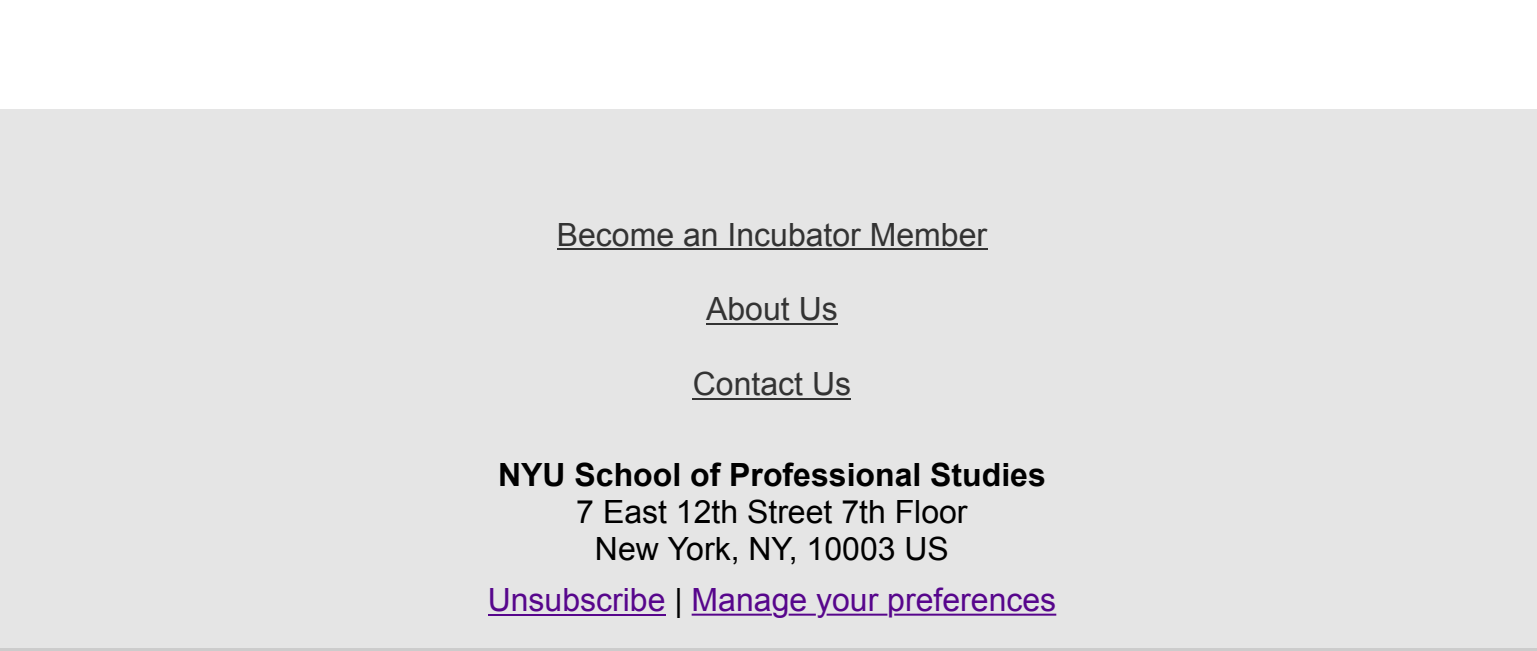 Become an Incubator Member
About Us
Contact Us
NYU School of Professional Studies
7 East 12th Street 7th Floor
New York, NY, 10003 US
Unsubscribe | Manage your preferences